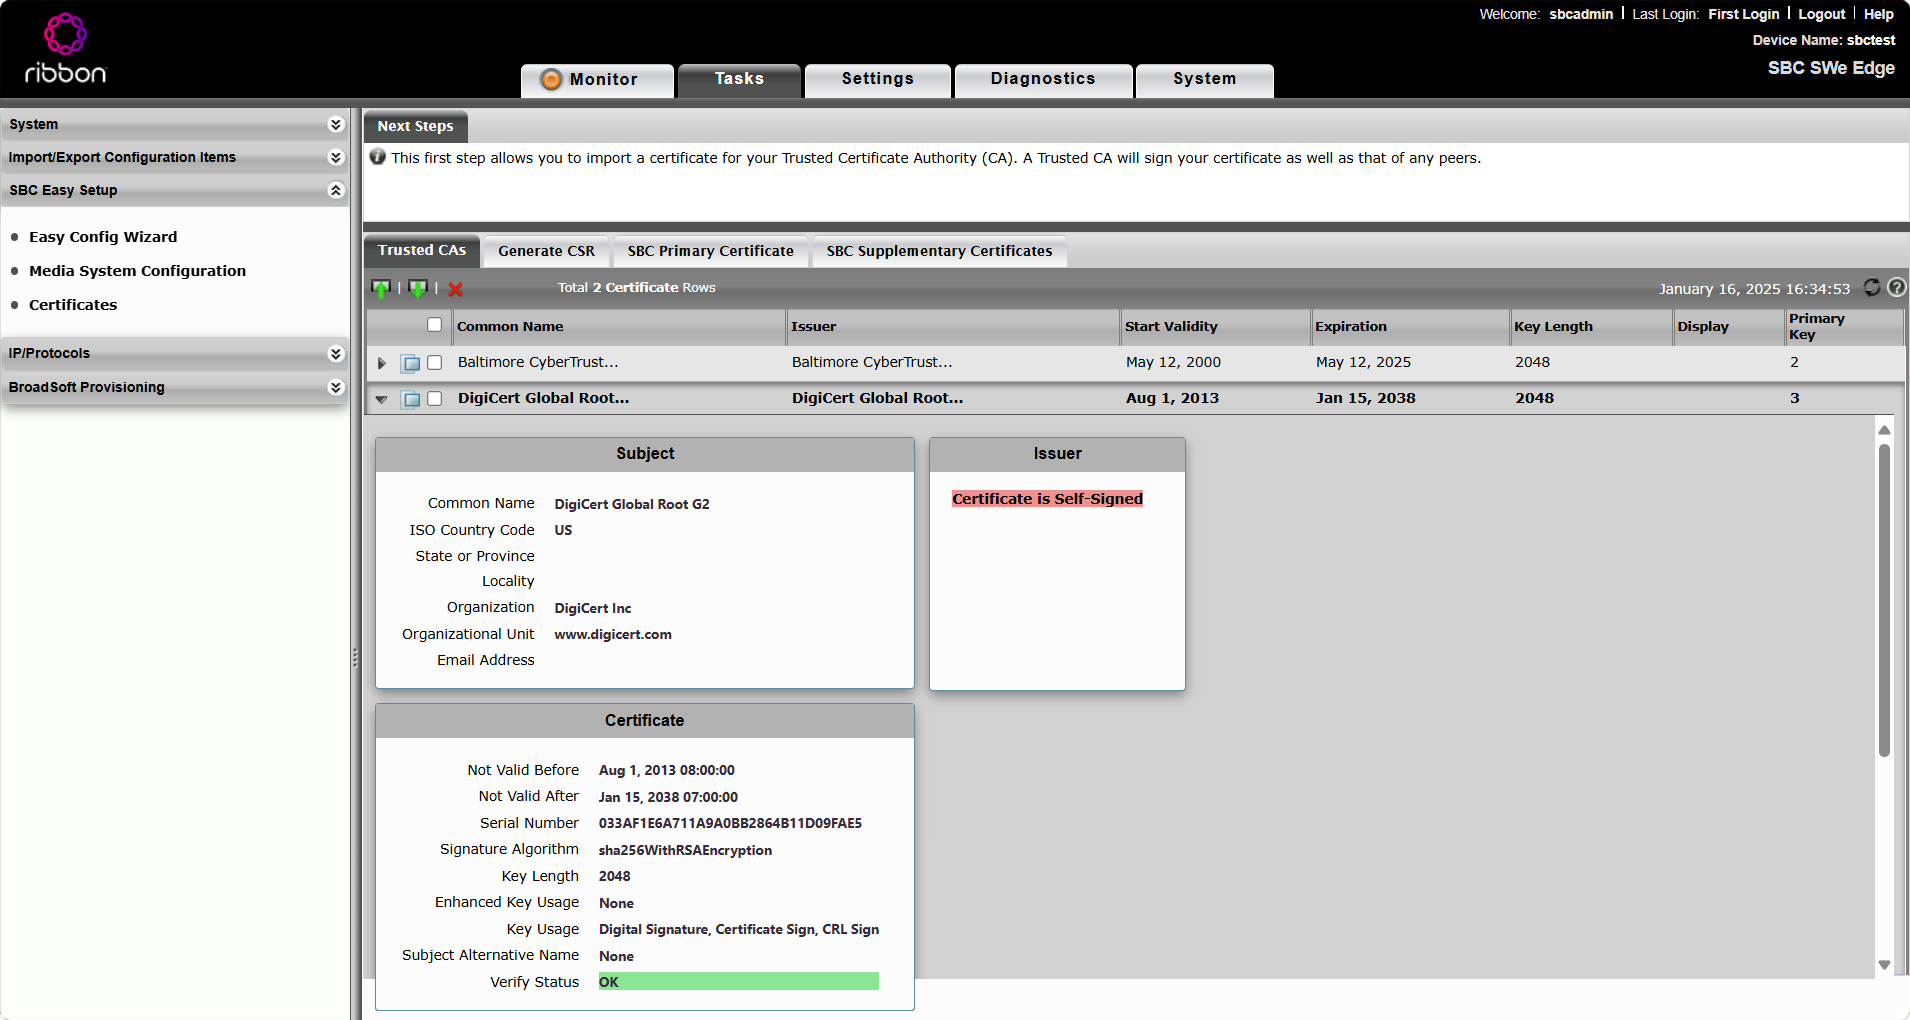 ribbon
Welcome: sbcadmin | Last Login: First Login | Logout | Help
Device Name: sbctest
SBC SWe Edge
Monitor Tasks Settings Diagnostics System
System
Import/Export Configuration Items
SBC Easy Setup
Easy Config Wizard
Media System Configuration
Certificates
IP/Protocols
BroadSoft Provisioning
Next Steps
This first step allows you to import a certificate for your Trusted Certificate Authority (CA). A Trusted CA will sign your certificate as well as that of any peers.
Trusted CAs Generate CSR SBC Primary Certificate SBC Supplementary Certificates
| | Total 2 Certificate Rows January 16, 2025 16:34:53
Common Name Issuer Start Validity Expiration Key Length Display Primary Key
Baltimore CyberTrust... Baltimore CyberTrust... May 12, 2000 May 12, 2025 2048 2
DigiCert Global Root... DigiCert Global Root... Aug 1, 2013 Jan 15, 2038 2048 3
Subject
Common Name DigiCert Global Root G2
ISO Country Code US
State or Province
Locality
Organization DigiCert Inc
Organizational Unit www.digicert.com
Email Address
Issuer
Certificate is Self-Signed
Certificate
Not Valid Before Aug 1, 2013 08:00:00
Not Valid After Jan 15, 2038 07:00:00
Serial Number 033AF1E6A711A9A0BB2864B11D09FAE5
Signature Algorithm sha256WithRSAEncryption
Key Length 2048
Enhanced Key Usage None
Key Usage Digital Signature, Certificate Sign, CRL Sign
Subject Alternative Name None
Verify Status OK